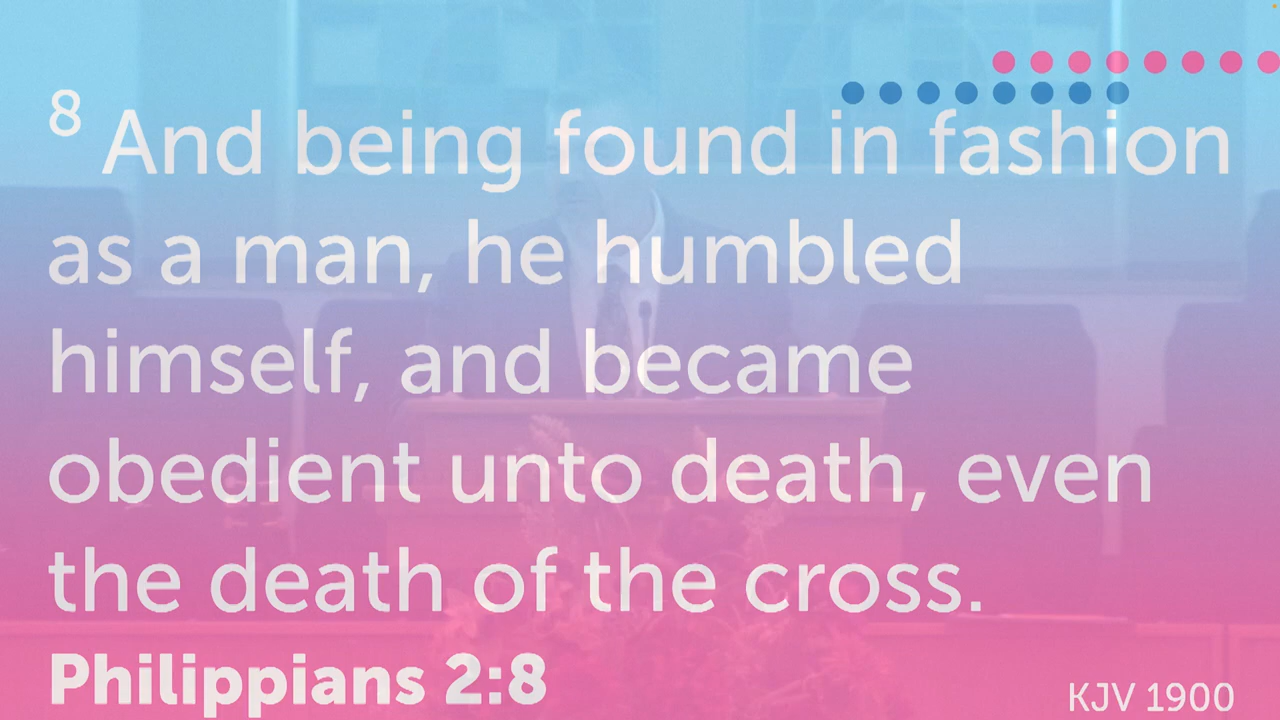 8 And being found in fashion
as a man, he humbled
himself, and became
obedient unto death, even
the death of the cross.
Philippians 2:8
KJV 1900